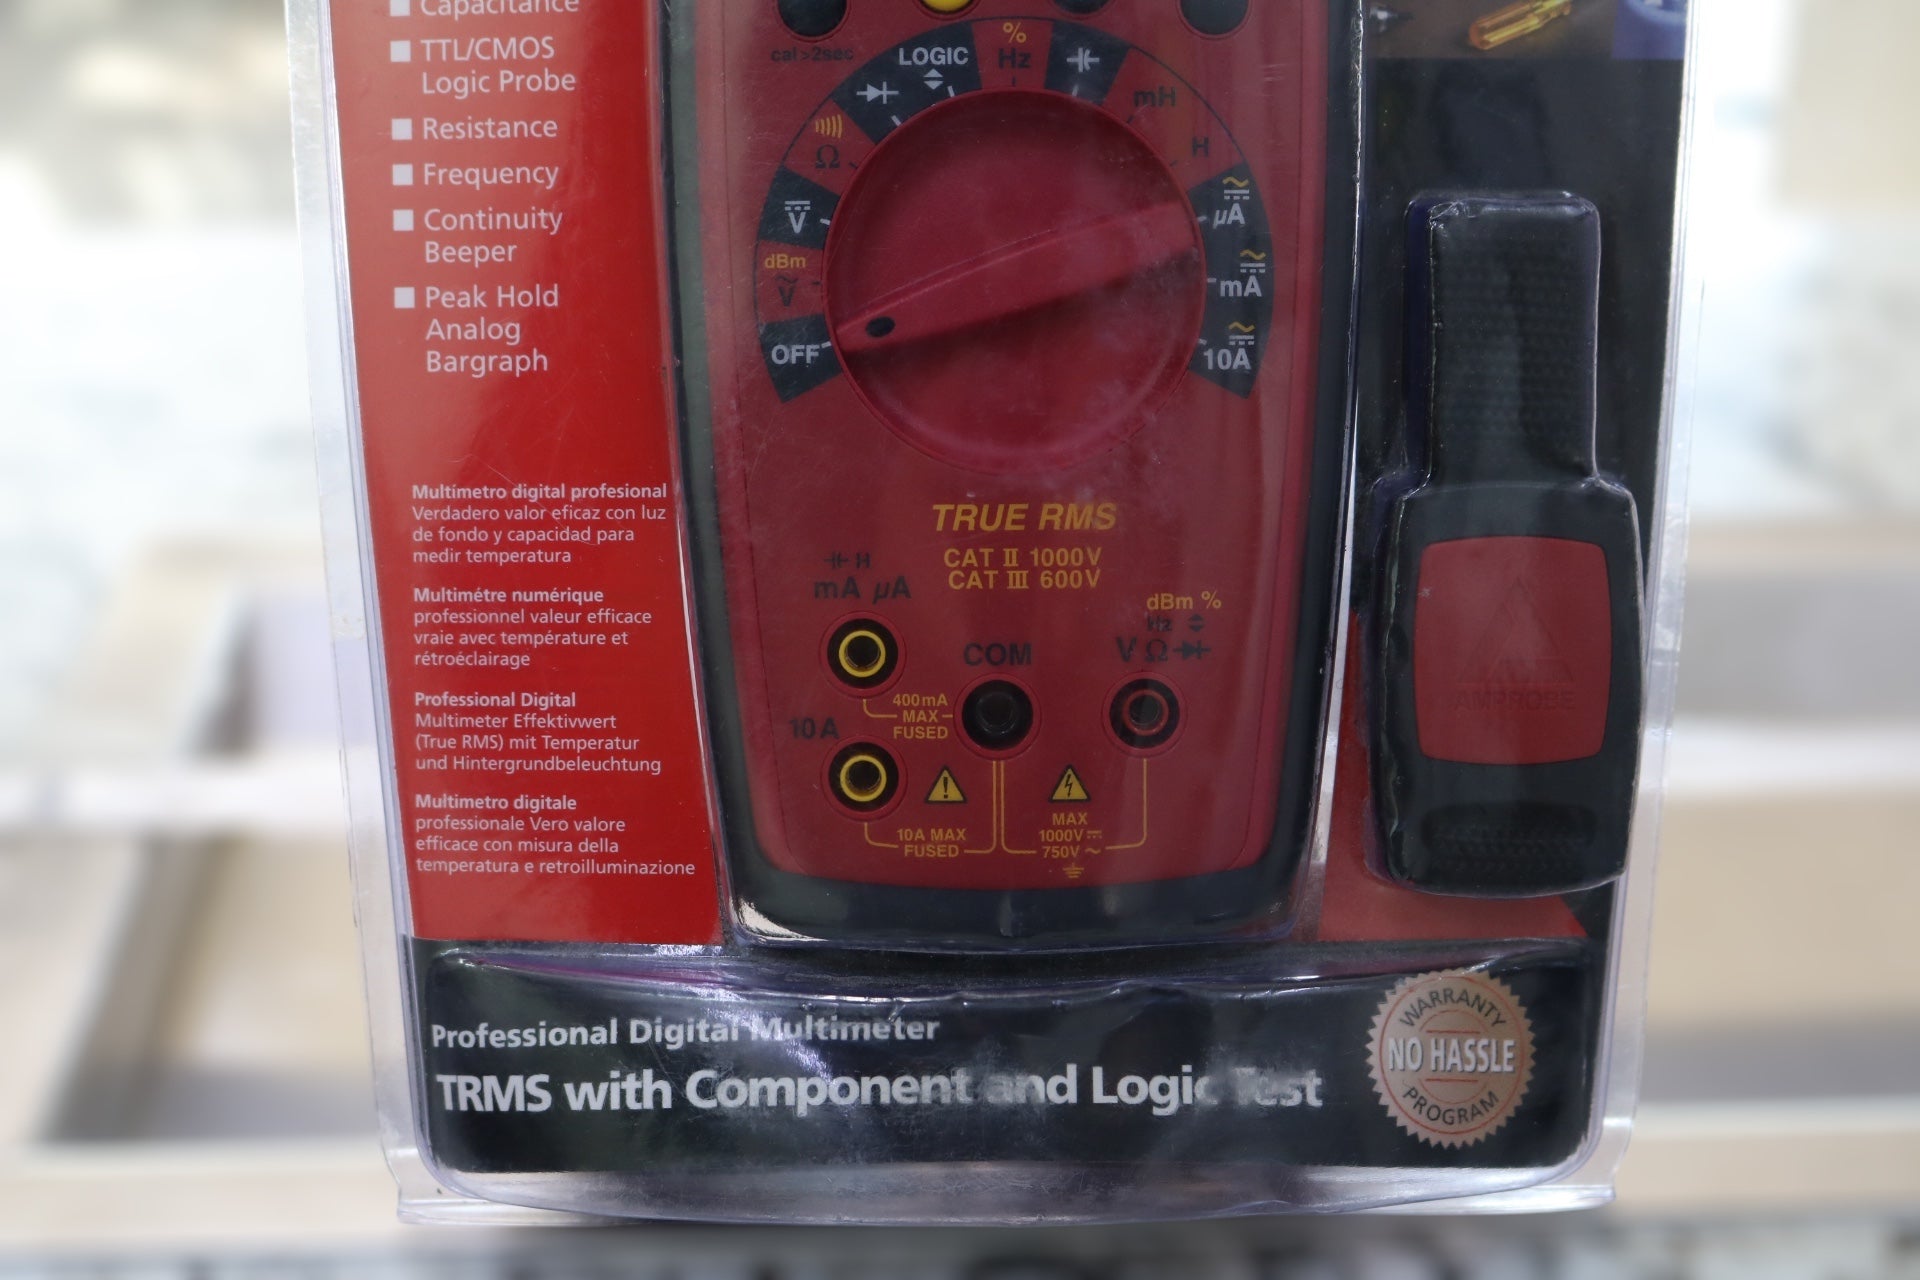 Capacitance
TTL/CMOS
Logic Probe
Resistance
Frequency
Continuity
Beeper
Peak Hold
Analog
Bargraph
Multímetro digital profesional
Verdadero valor eficaz con luz
de fondo y capacidad para
medir temperatura
Multimétre numérique
professionnel valeur efficace
vraie avec température et
rétroéclairage
Professional Digital
Multimeter Effektivwert
(True RMS) mit Temperatur
und Hintergrundbeleuchtung
Multimetro digitale
professionale Vero valore
efficace con misura della
temperatura e retroilluminazione
cal >2sec
LOGIC
%
Hz
mH
H
Ω
V
dBm
V
OFF
µA
mA
10A
TRUE RMS
CAT II 1000V
CAT III 600V
H
mA µA
dBm %
Hz
COM
V Ω
400mA
MAX
FUSED
10A
10A MAX
FUSED
MAX
1000V
750V ~
AMPROBE
Professional Digital Multimeter
TRMS with Component and Logic Test
WARRANTY
NO HASSLE
PROGRAM